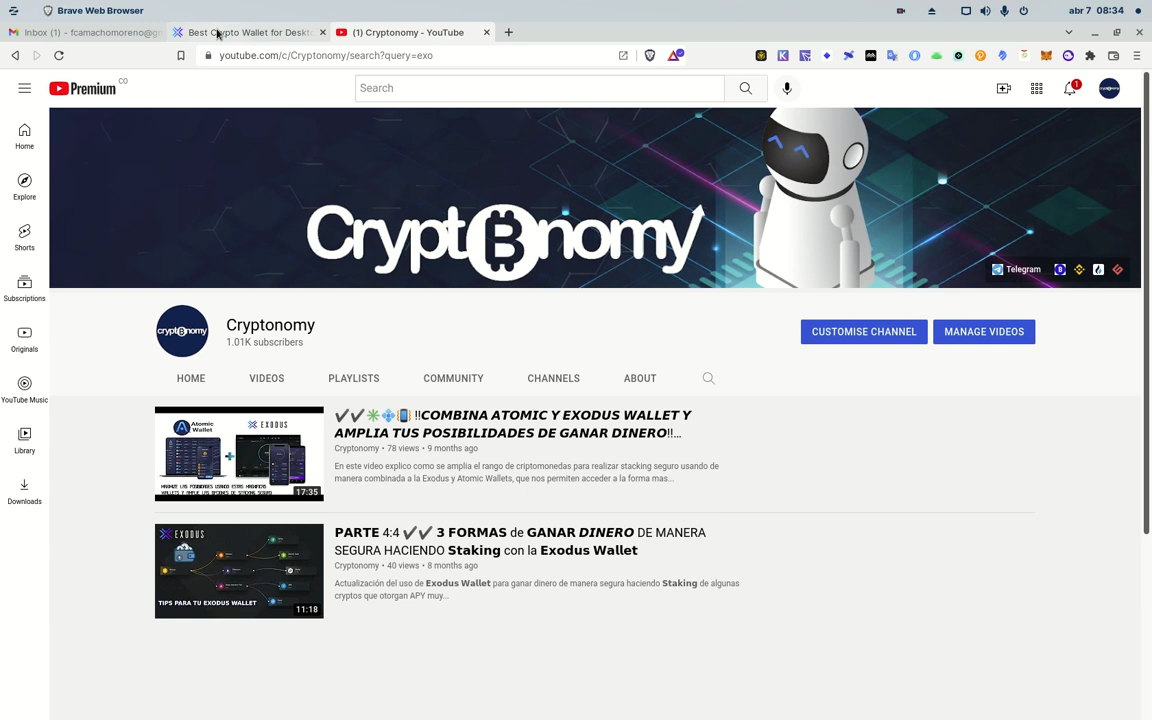 Brave Web Browser
abr 7 08:34
Inbox (1) - fcamachomoreno@gm
Best Crypto Wallet for Deskto
(1) Cryptonomy - YouTube
youtube.com/c/Cryptonomy/search?query=exo
Premium CO
Search
1
Home
Explore
Shorts
Subscriptions
Originals
YouTube Music
Library
Downloads
Cryptonomy
Telegram
cryptonomy
Cryptonomy
1.01K subscribers
CUSTOMISE CHANNEL
MANAGE VIDEOS
HOME VIDEOS PLAYLISTS COMMUNITY CHANNELS ABOUT
Atomic Wallet
EXODUS
17:35
✔✔✳💠📳 ‼COMBINA ATOMIC Y EXODUS WALLET Y
AMPLIA TUS POSIBILIDADES DE GANAR DINERO‼...
Cryptonomy • 78 views • 9 months ago
En este video explico como se amplia el rango de criptomonedas para realizar stacking seguro usando de
manera combinada a la Exodus y Atomic Wallets, que nos permiten acceder a la forma mas...
EXODUS
TIPS PARA TU EXODUS WALLET
11:18
PARTE 4:4 ✔✔ 3 FORMAS de GANAR DINERO DE MANERA
SEGURA HACIENDO Staking con la Exodus Wallet
Cryptonomy • 40 views • 8 months ago
Actualización del uso de Exodus Wallet para ganar dinero de manera segura haciendo Staking de algunas
cryptos que otorgan APY muy...